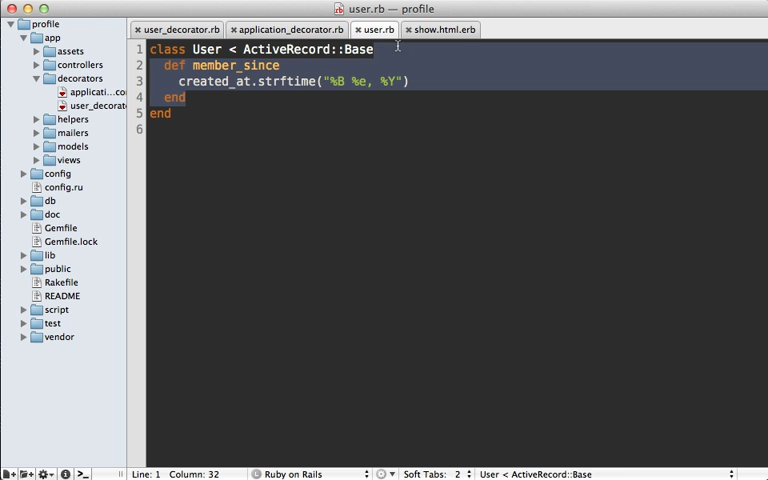 user.rb — profile
profile
app
assets
controllers
decorators
applicati...co
user_decorat
helpers
mailers
models
views
config
config.ru
db
doc
Gemfile
Gemfile.lock
lib
public
Rakefile
README
script
test
vendor
user_decorator.rb
application_decorator.rb
user.rb
show.html.erb
1 class User < ActiveRecord::Base
2 def member_since
3 created_at.strftime("%B %e, %Y")
4 end
5 end
6
Line: 1 Column: 32
Ruby on Rails
Soft Tabs: 2
User < ActiveRecord::Base